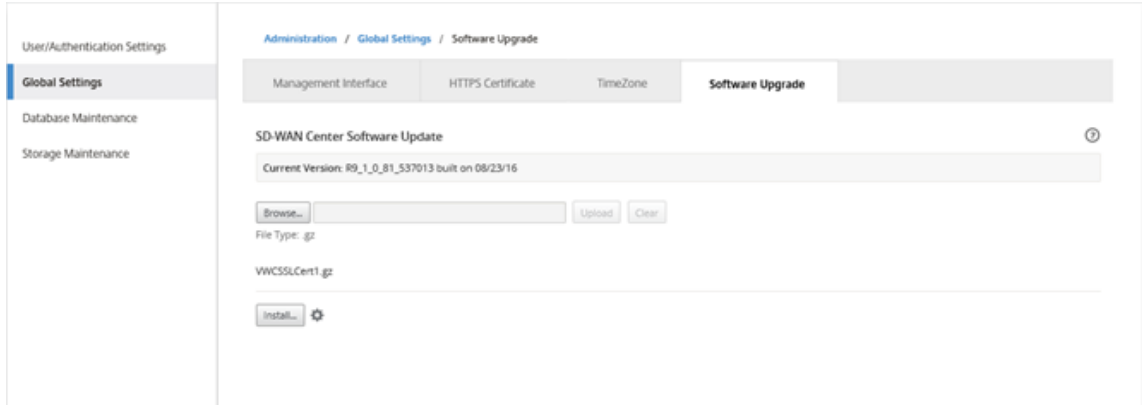 User/Authentication Settings
Global Settings
Database Maintenance
Storage Maintenance
Administration / Global Settings / Software Upgrade
Management Interface
HTTPS Certificate
TimeZone
Software Upgrade
SD-WAN Center Software Update
Current Version: R9_1_0_81_537013 built on 08/23/16
Browse... Upload Clear
File Type: .gz
VWCSSLCert1.gz
Install...